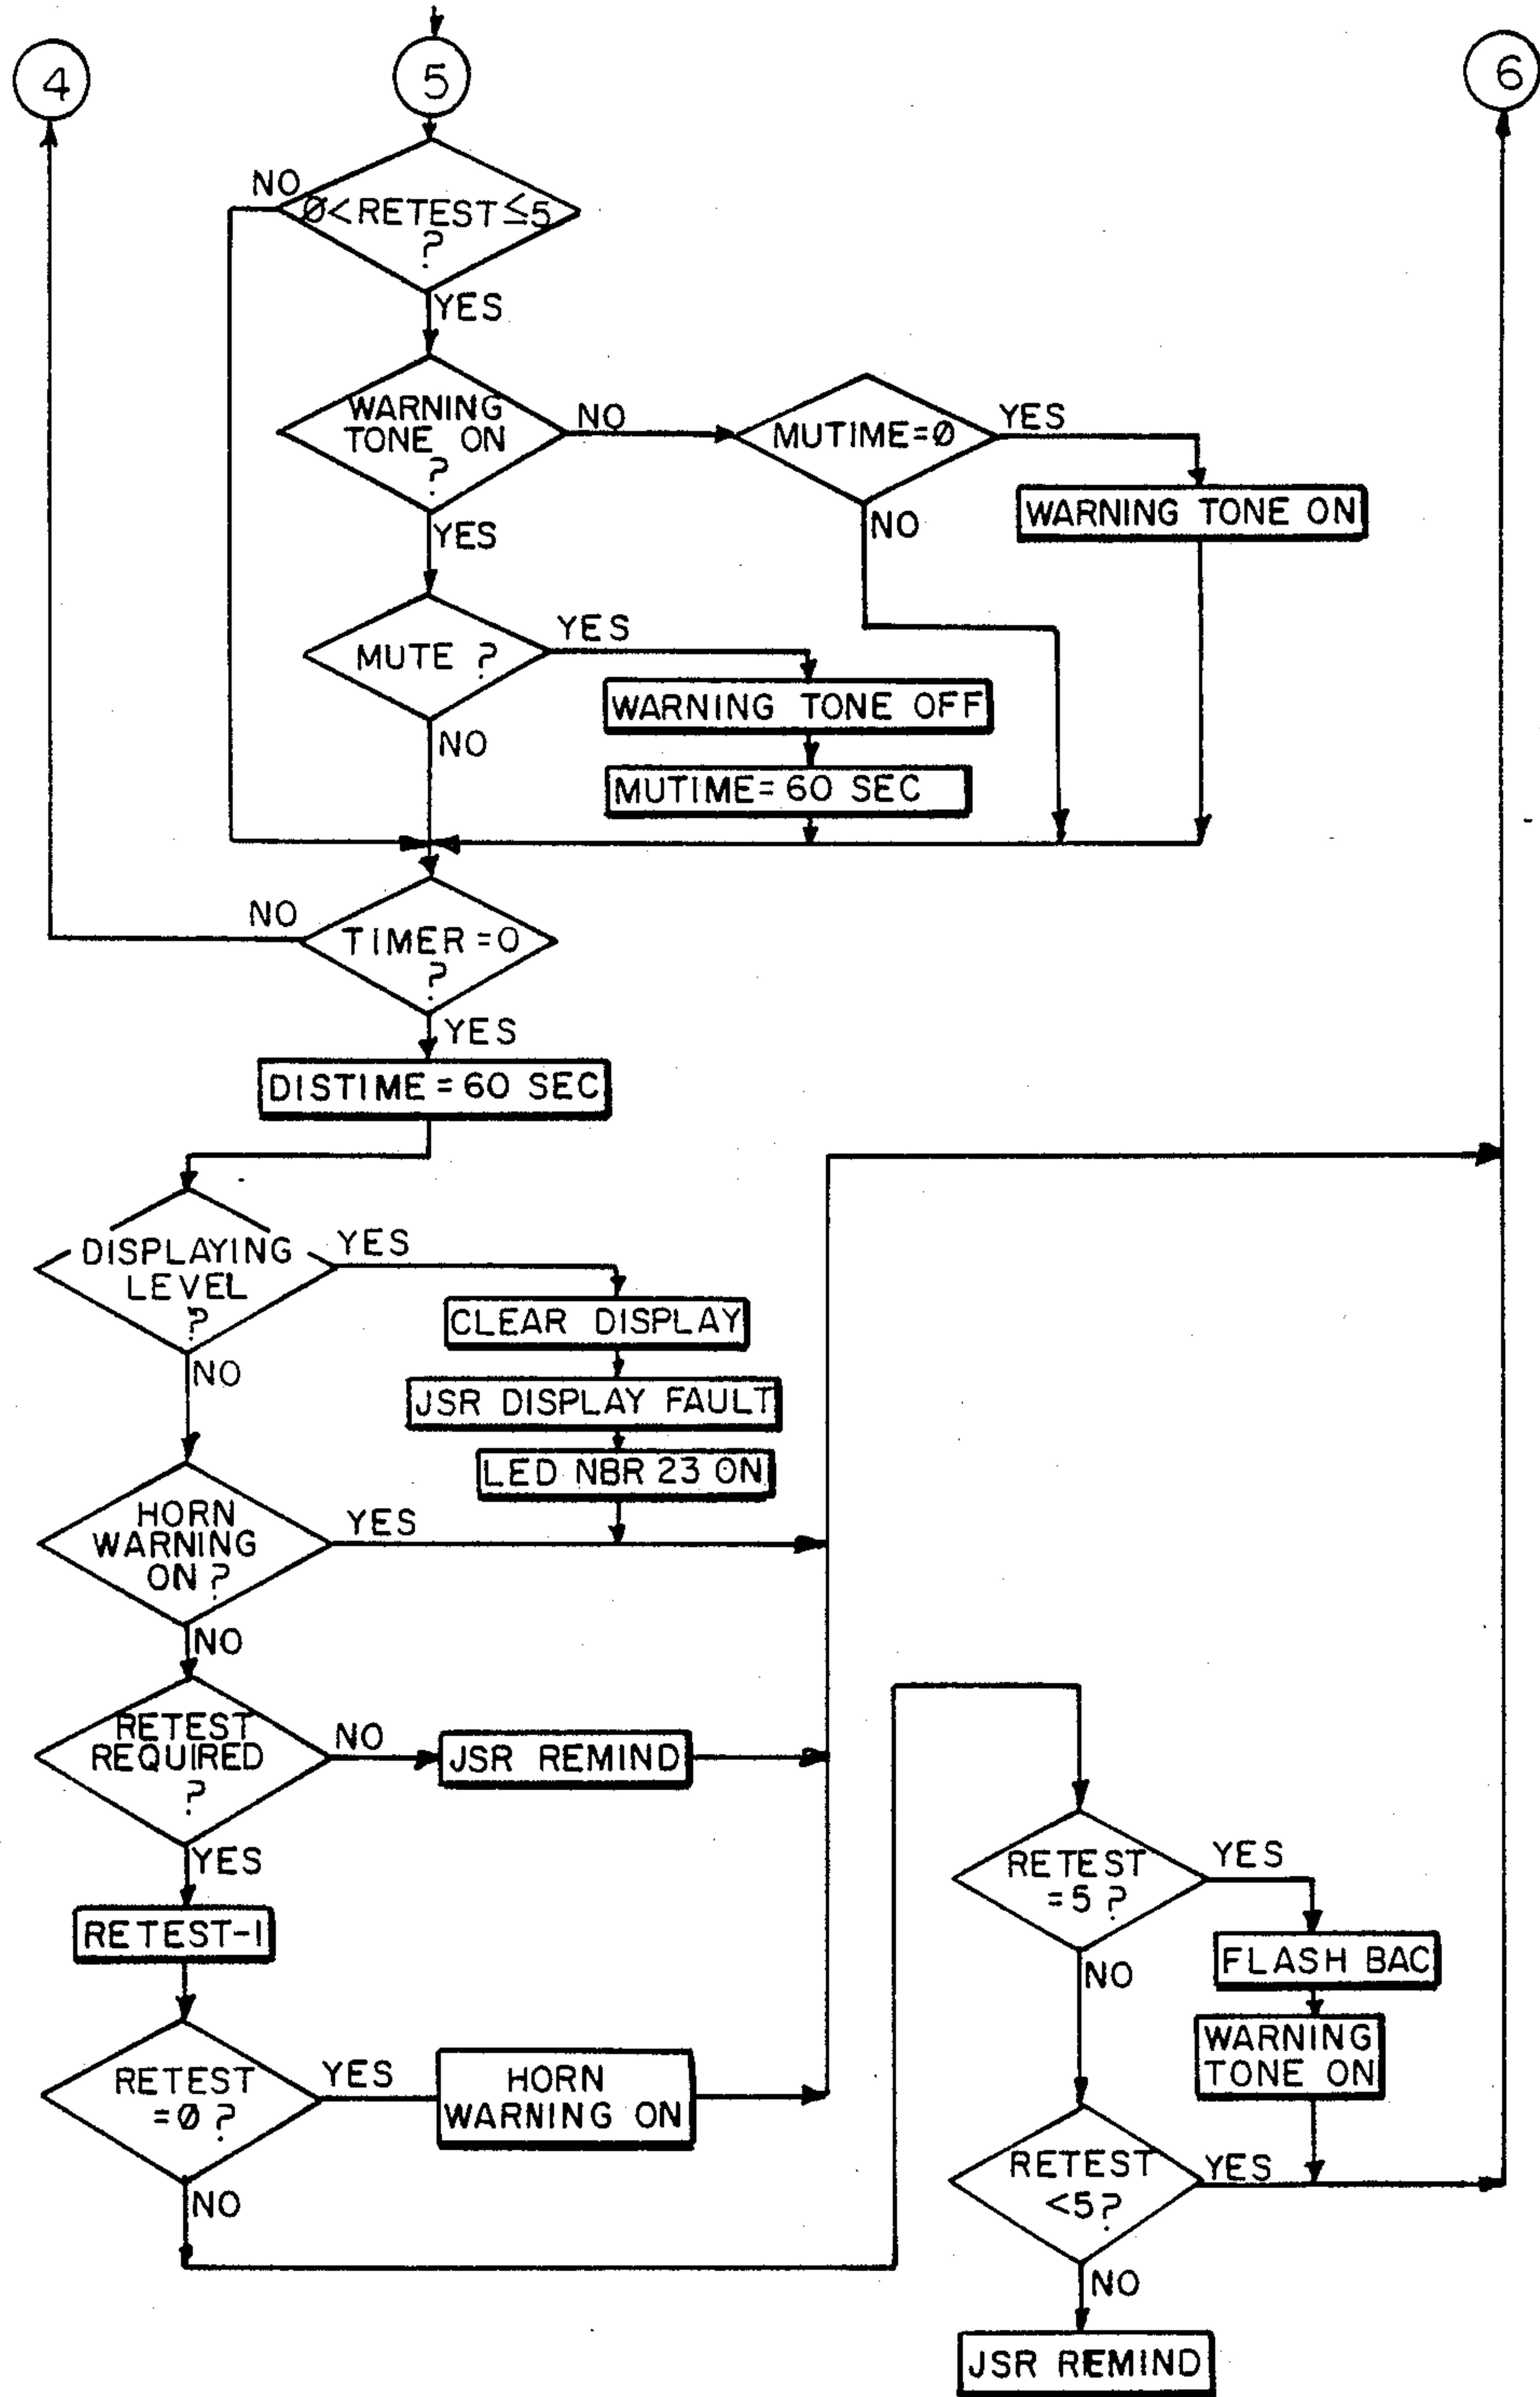 4
5
6
NO
Ø<RETEST≤5
?
YES
WARNING
TONE ON
?
NO
MUTIME=Ø
YES
WARNING TONE ON
NO
YES
MUTE ?
YES
WARNING TONE OFF
MUTIME=60 SEC
NO
NO
TIMER=0
?
YES
DISTIME=60 SEC
DISPLAYING
LEVEL
?
YES
CLEAR DISPLAY
JSR DISPLAY FAULT
LED NBR 23 ON
NO
HORN
WARNING
ON ?
YES
NO
RETEST
REQUIRED
?
NO
JSR REMIND
YES
RETEST-1
RETEST
=Ø ?
YES
HORN
WARNING ON
NO
RETEST
=5 ?
YES
FLASH BAC
WARNING
TONE ON
NO
RETEST
<5?
YES
NO
JSR REMIND